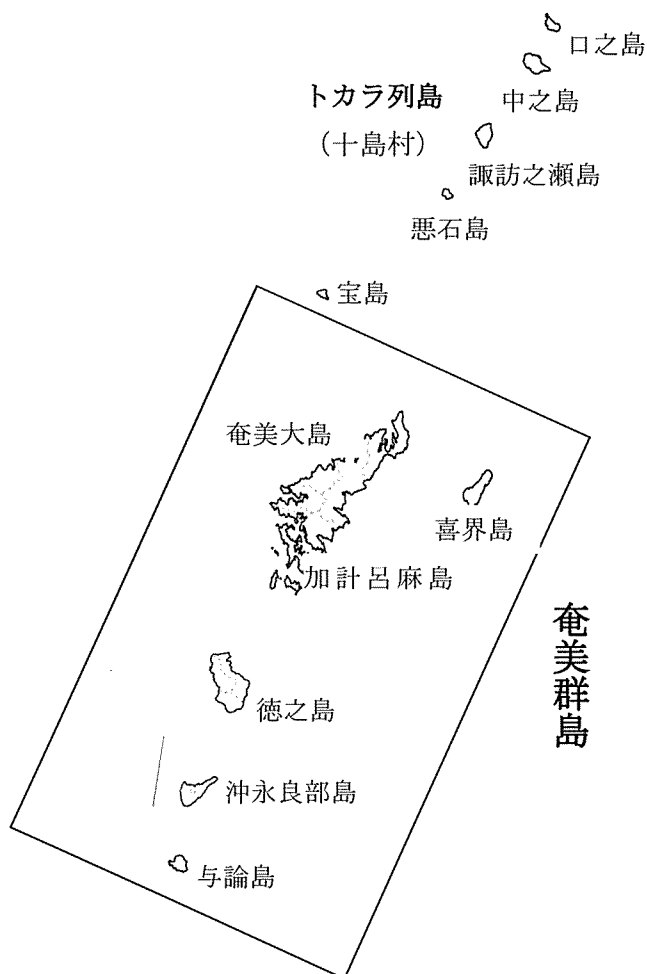 口之島
中之島
トカラ列島
(十島村)
諏訪之瀬島
悪石島
宝島
奄美大島
喜界島
加計呂麻島
奄美群島
徳之島
沖永良部島
与論島